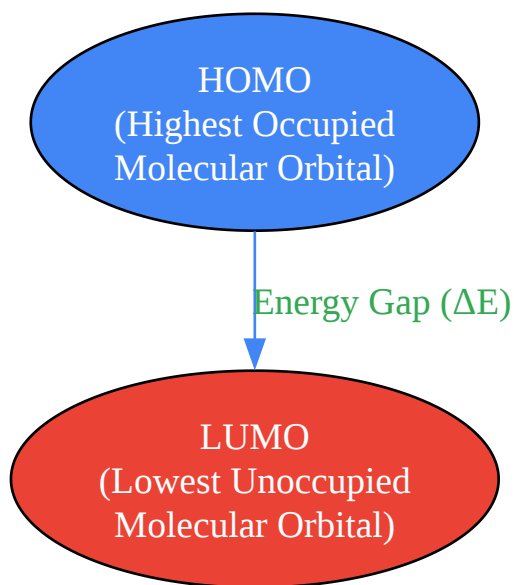 HOMO
(Highest Occupied
Molecular Orbital)
Energy Gap (ΔE)
LUMO
(Lowest Unoccupied
Molecular Orbital)